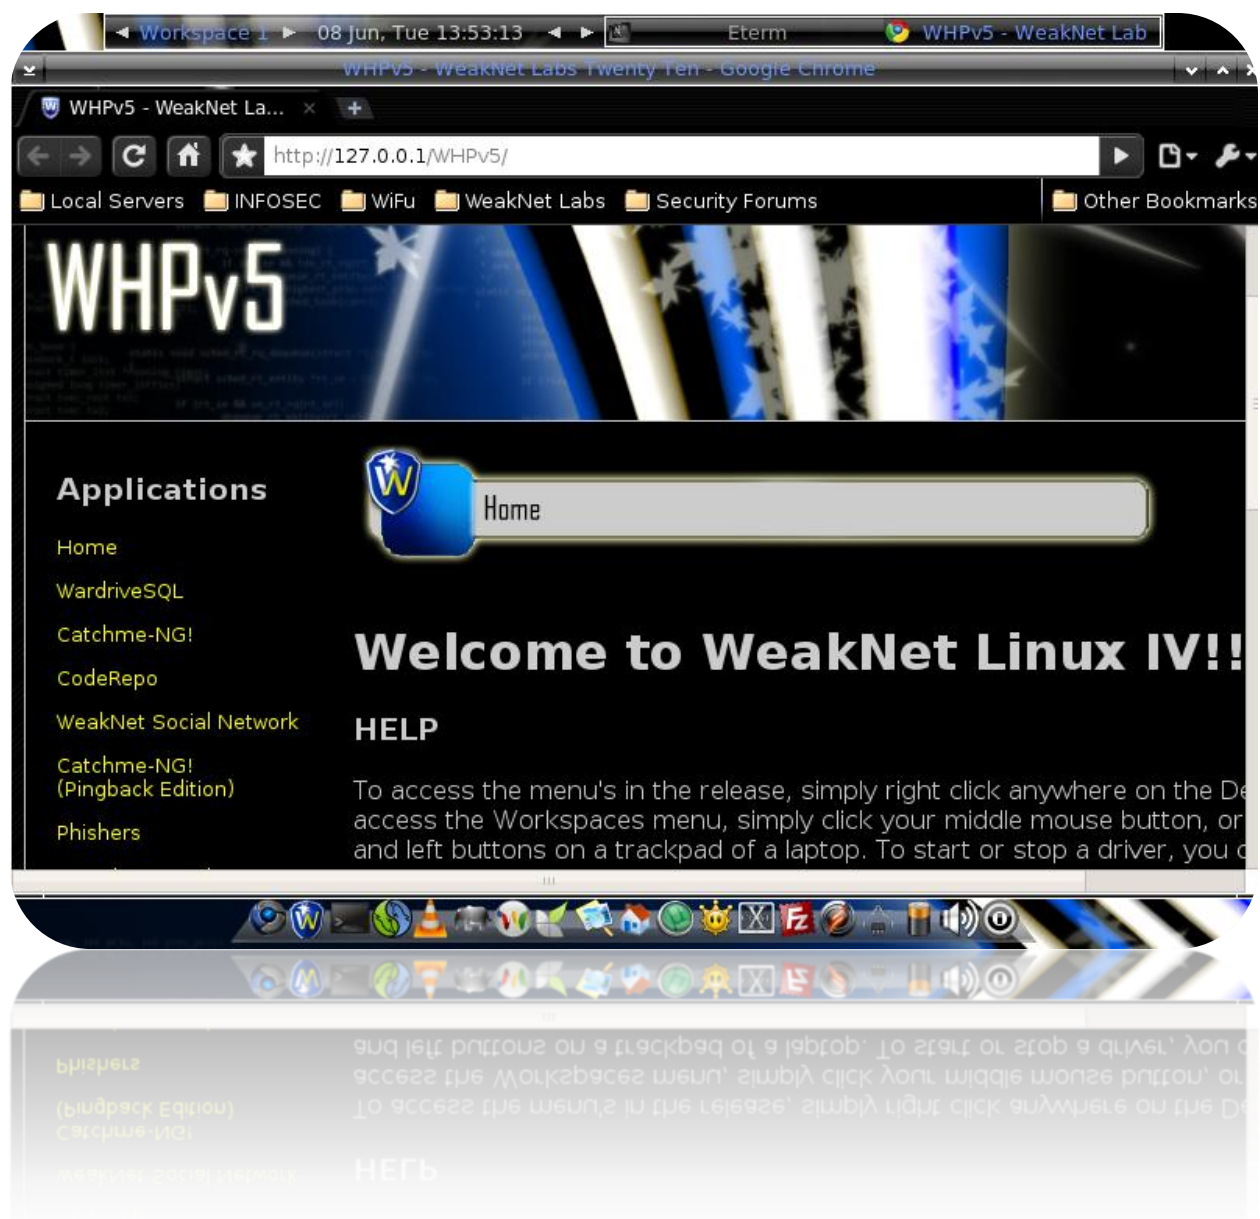 Workspace 1 08 Jun, Tue 13:53:13 Eterm WHPv5 - WeakNet Lab
WHPv5 - WeakNet Labs Twenty Ten - Google Chrome
WHPv5 - WeakNet La...
http://127.0.0.1/WHPv5/
Local Servers INFOSEC WiFu WeakNet Labs Security Forums Other Bookmarks
WHPv5
Applications
Home
WardriveSQL
Catchme-NG!
CodeRepo
WeakNet Social Network
Catchme-NG!
(Pingback Edition)
Phishers
W
Home
Welcome to WeakNet Linux IV!!
HELP
To access the menu's in the release, simply right click anywhere on the De
access the Workspaces menu, simply click your middle mouse button, or
and left buttons on a trackpad of a laptop. To start or stop a driver, you c